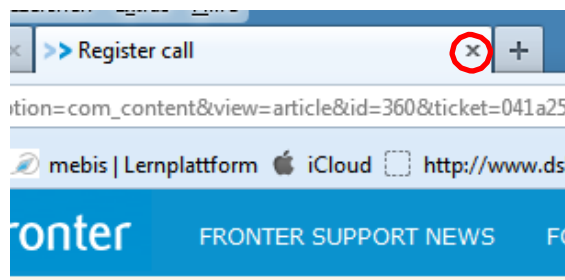 >> Register call
ption=com_content&view=article&id=360&ticket=041a25
mebis | Lernplattform iCloud http://www.ds
ronter FRONTER SUPPORT NEWS